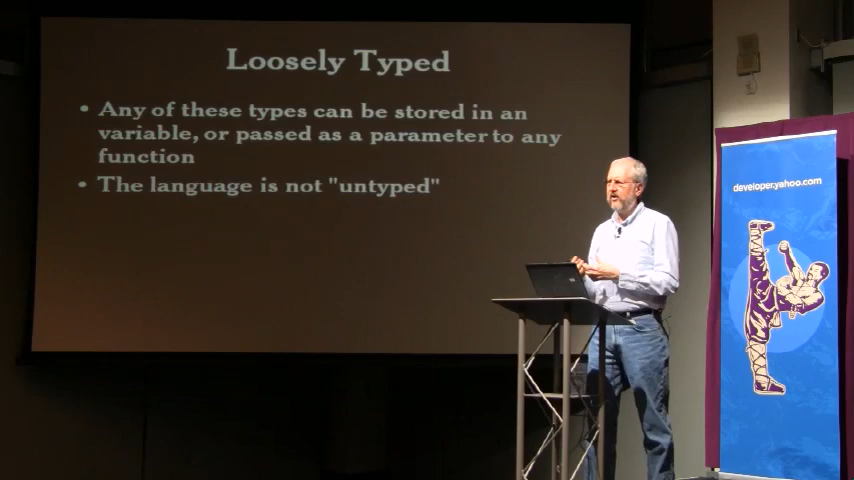 Loosely Typed
• Any of these types can be stored in an
variable, or passed as a parameter to any
function
• The language is not "untyped"
developer.yahoo.com